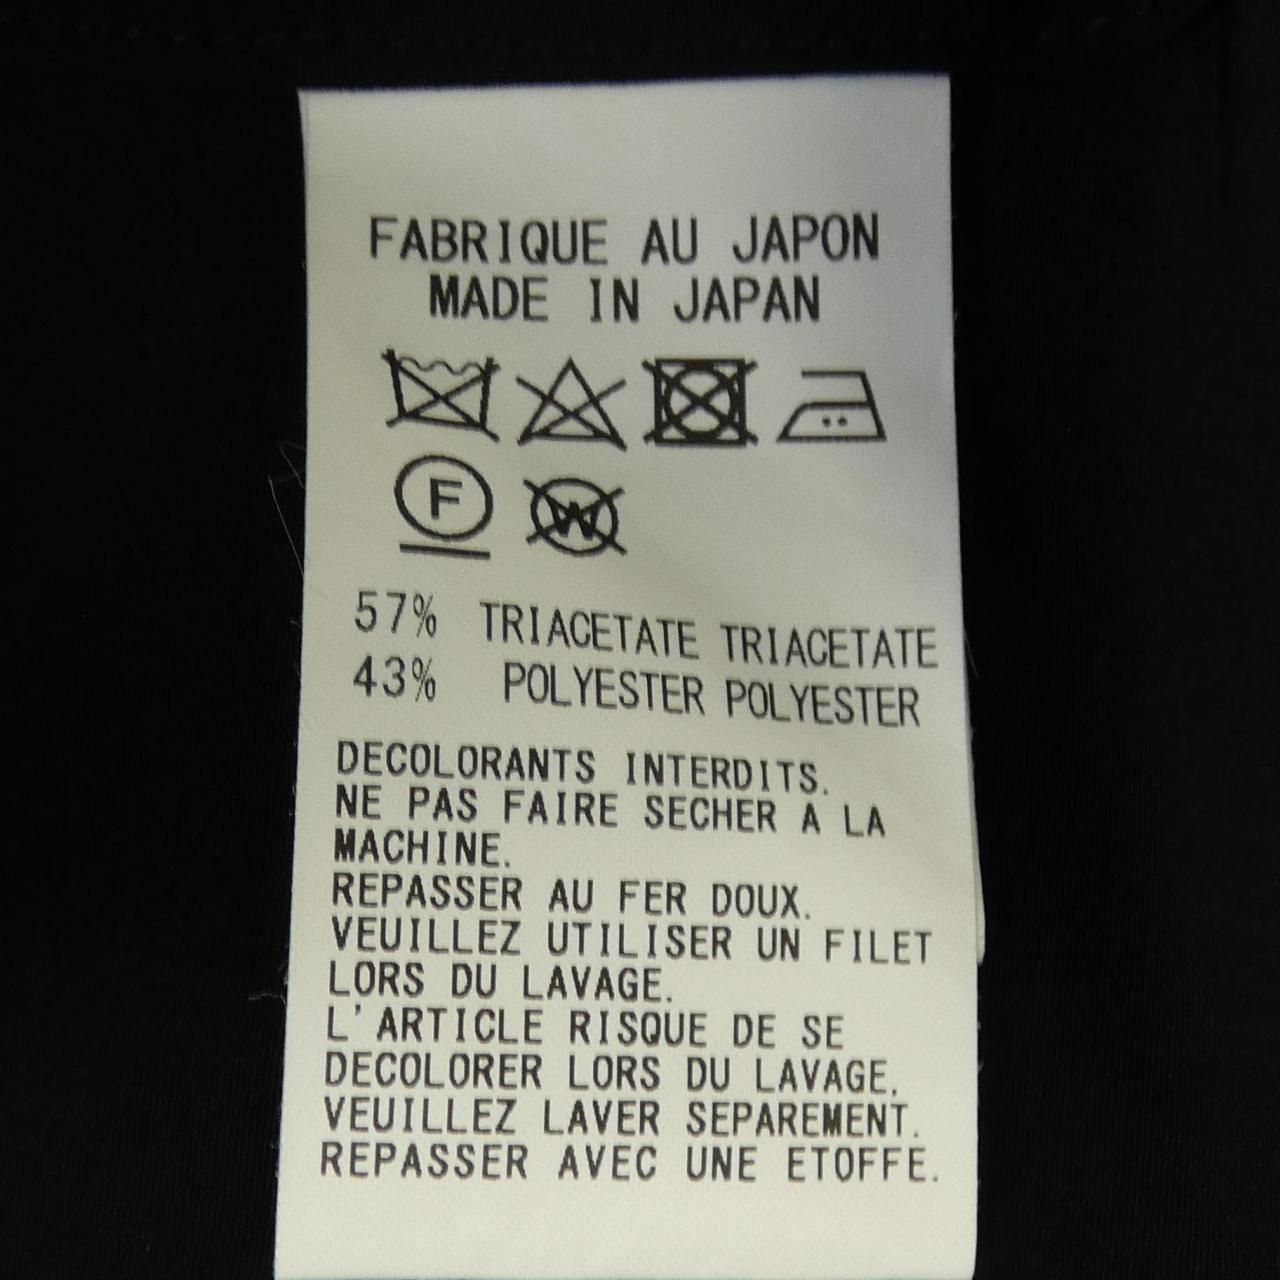 FABRIQUE AU JAPON
MADE IN JAPAN
F W
57% TRIACETATE TRIACETATE
43% POLYESTER POLYESTER
DECOLORANTS INTERDITS.
NE PAS FAIRE SECHER A LA
MACHINE.
REPASSER AU FER DOUX.
VEUILLEZ UTILISER UN FILET
LORS DU LAVAGE.
L'ARTICLE RISQUE DE SE
DECOLORER LORS DU LAVAGE.
VEUILLEZ LAVER SEPAREMENT.
REPASSER AVEC UNE ETOFFE.